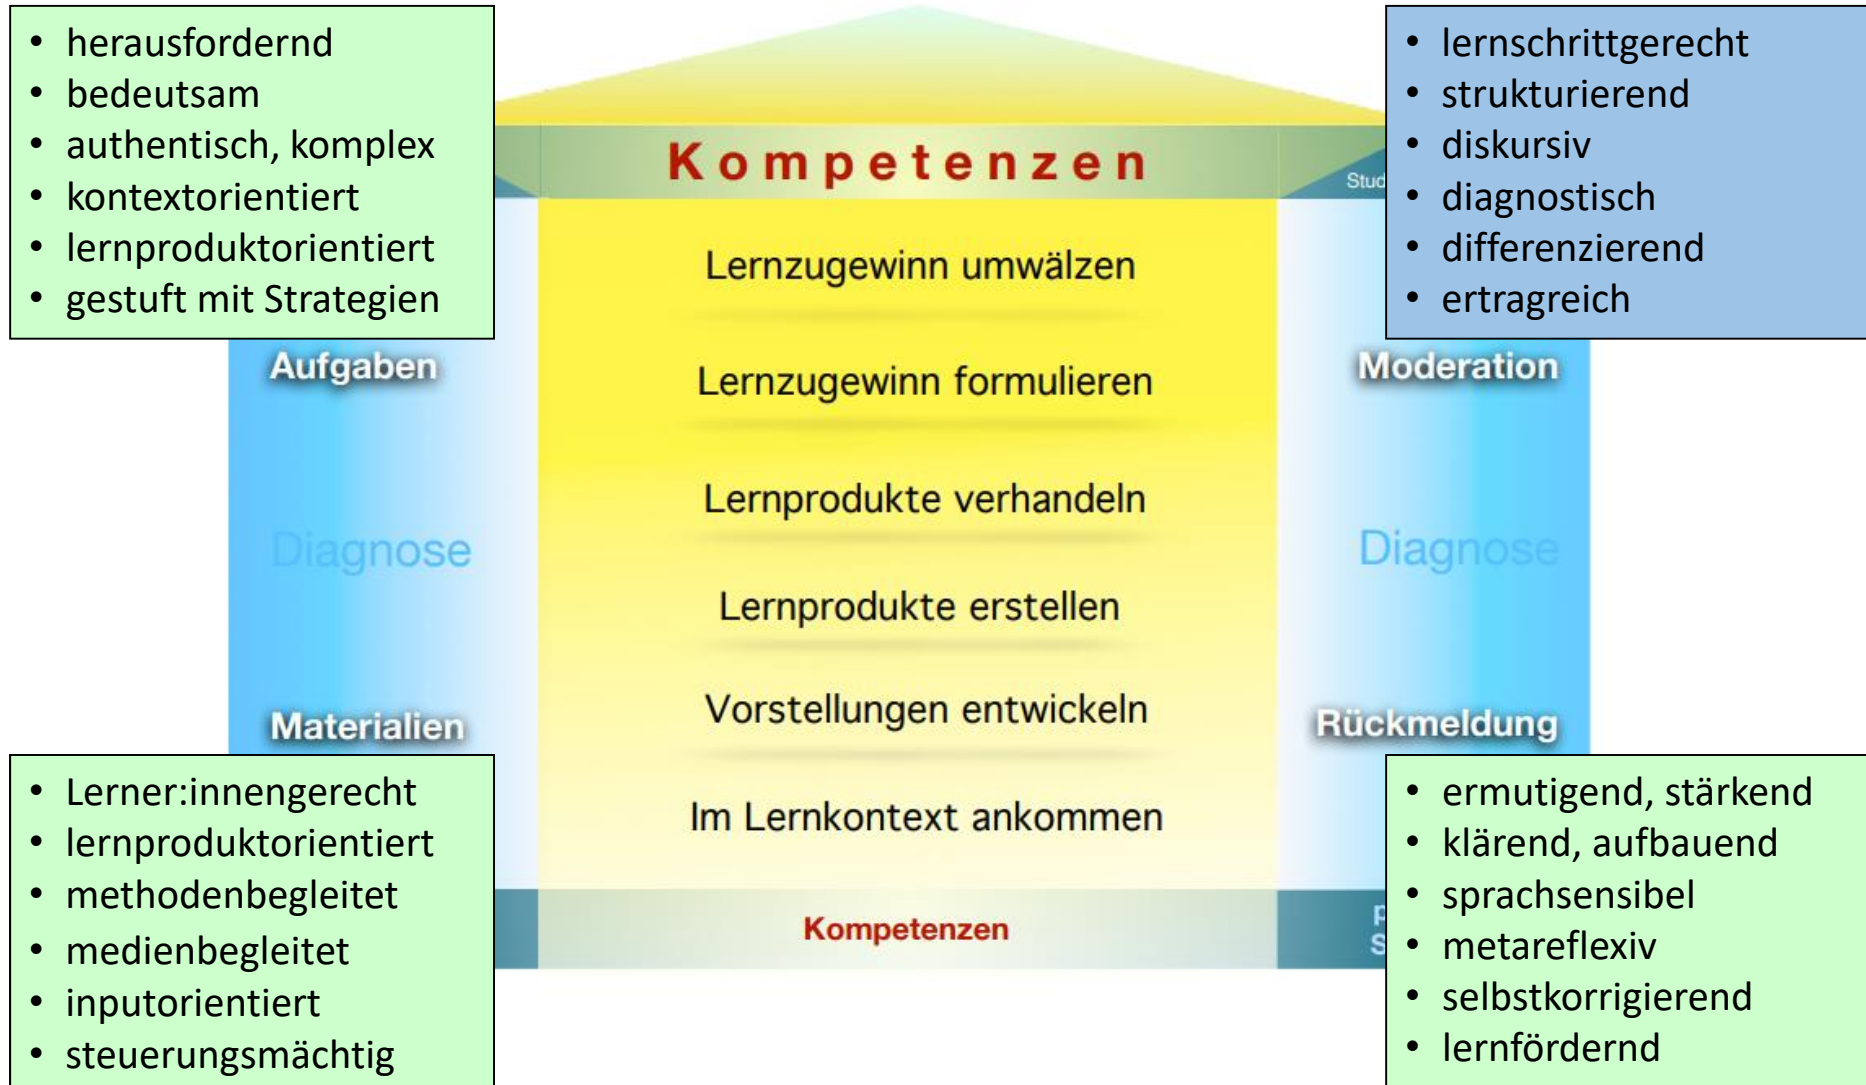 • herausfordernd
• bedeutsam
• authentisch, komplex
• kontextorientiert
• lernproduktorientiert
• gestuft mit Strategien
Kompetenzen
• lernschrittgerecht
• strukturierend
• diskursiv
• diagnostisch
• differenzierend
• ertragreich
Lernzugewinn umwälzen
Aufgaben
Lernzugewinn formulieren
Moderation
Lernprodukte verhandeln
Diagnose
Diagnose
Lernprodukte erstellen
Materialien
Vorstellungen entwickeln
Rückmeldung
Im Lernkontext ankommen
• Lerner:innengerecht
• lernproduktorientiert
• methodenbegleitet
• medienbegleitet
• inputorientiert
• steuerungsmächtig
Kompetenzen
• ermutigend, stärkend
• klärend, aufbauend
• sprachsensibel
• metareflexiv
• selbstkorrigierend
• lernfördernd